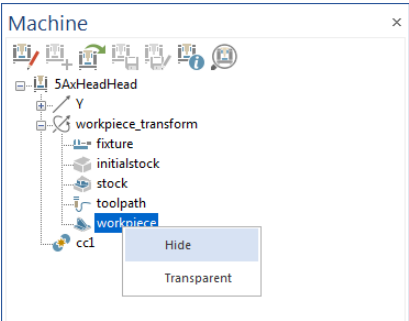 Machine
5AxHeadHead
Y
workpiece_transform
fixture
initialstock
stock
toolpath
workpiece
Hide
cc1
Transparent